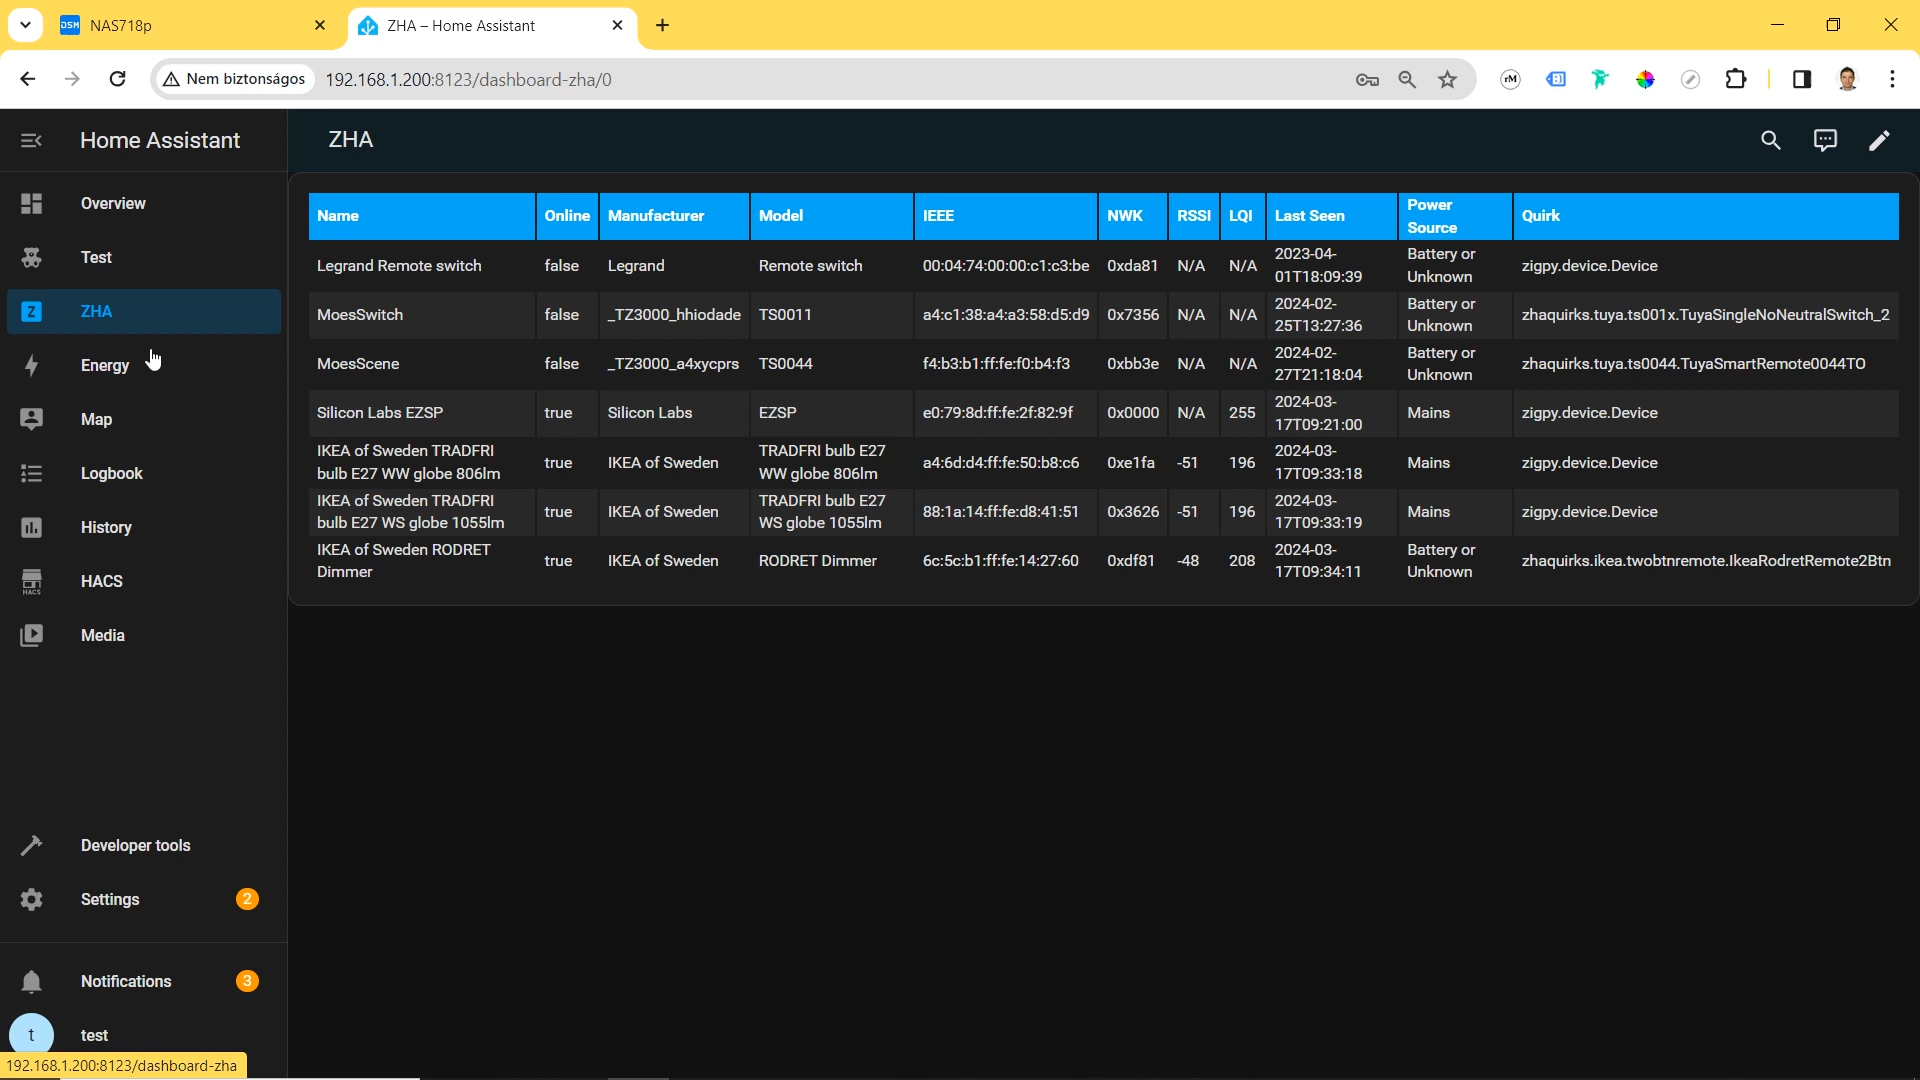 DSM NAS718p
ZHA – Home Assistant
Nem biztonságos
192.168.1.200:8123/dashboard-zha/0
rM
Home Assistant
ZHA
Overview
Test
Z ZHA
Energy
Map
Logbook
History
HACS HACS
Media
Developer tools
Settings 2
Notifications 3
t test
192.168.1.200:8123/dashboard-zha
Name Online Manufacturer Model IEEE NWK RSSI LQI Last Seen Power
Source Quirk
Legrand Remote switch false Legrand Remote switch 00:04:74:00:00:c1:c3:be 0xda81 N/A N/A 2023-04-
01T18:09:39 Battery or
Unknown zigpy.device.Device
MoesSwitch false _TZ3000_hhiodade TS0011 a4:c1:38:a4:a3:58:d5:d9 0x7356 N/A N/A 2024-02-
25T13:27:36 Battery or
Unknown zhaquirks.tuya.ts001x.TuyaSingleNoNeutralSwitch_2
MoesScene false _TZ3000_a4xycprs TS0044 f4:b3:b1:ff:fe:f0:b4:f3 0xbb3e N/A N/A 2024-02-
27T21:18:04 Battery or
Unknown zhaquirks.tuya.ts0044.TuyaSmartRemote0044TO
Silicon Labs EZSP true Silicon Labs EZSP e0:79:8d:ff:fe:2f:82:9f 0x0000 N/A 255 2024-03-
17T09:21:00 Mains zigpy.device.Device
IKEA of Sweden TRADFRI
bulb E27 WW globe 806lm true IKEA of Sweden TRADFRI bulb E27
WW globe 806lm a4:6d:d4:ff:fe:50:b8:c6 0xe1fa -51 196 2024-03-
17T09:33:18 Mains zigpy.device.Device
IKEA of Sweden TRADFRI
bulb E27 WS globe 1055lm true IKEA of Sweden TRADFRI bulb E27
WS globe 1055lm 88:1a:14:ff:fe:d8:41:51 0x3626 -51 196 2024-03-
17T09:33:19 Mains zigpy.device.Device
IKEA of Sweden RODRET
Dimmer true IKEA of Sweden RODRET Dimmer 6c:5c:b1:ff:fe:14:27:60 0xdf81 -48 208 2024-03-
17T09:34:11 Battery or
Unknown zhaquirks.ikea.twobtnremote.IkeaRodretRemote2Btn